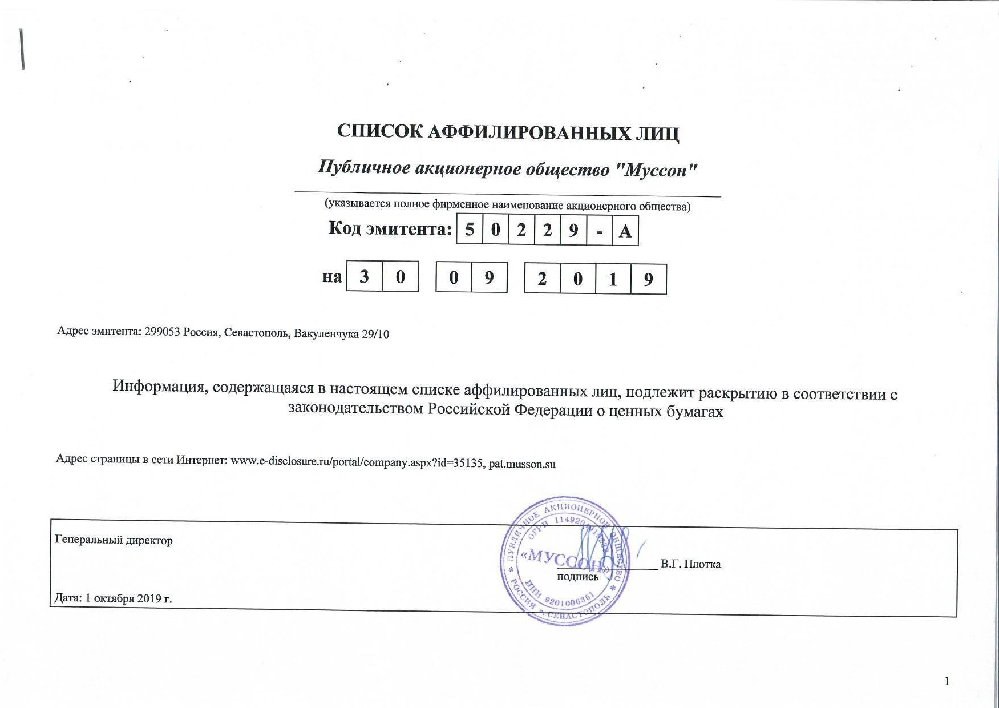 СПИСОК АФФИЛИРОВАННЫХ ЛИЦ
Публичное акционерное общество "Муссон"
(указывается полное фирменное наименование акционерного общества)
Код эмитента: 5 0 2 2 9 - А
на 3 0 0 9 2 0 1 9
Адрес эмитента: 299053 Россия, Севастополь, Вакуленчука 29/10
Информация, содержащаяся в настоящем списке аффилированных лиц, подлежит раскрытию в соответствии с
законодательством Российской Федерации о ценных бумагах
Адрес страницы в сети Интернет: www.e-disclosure.ru/portal/company.aspx?id=35135, pat.musson.su
Генеральный директор
В.Г. Плотка
подпись
Дата: 1 октября 2019 г.
ПУБЛИЧНОЕ АКЦИОНЕРНОЕ ОБЩЕСТВО
ОГРН
«МУССОН»
ИНН 9201006351
* РОССИЯ г. СЕВАСТОПОЛЬ *
1